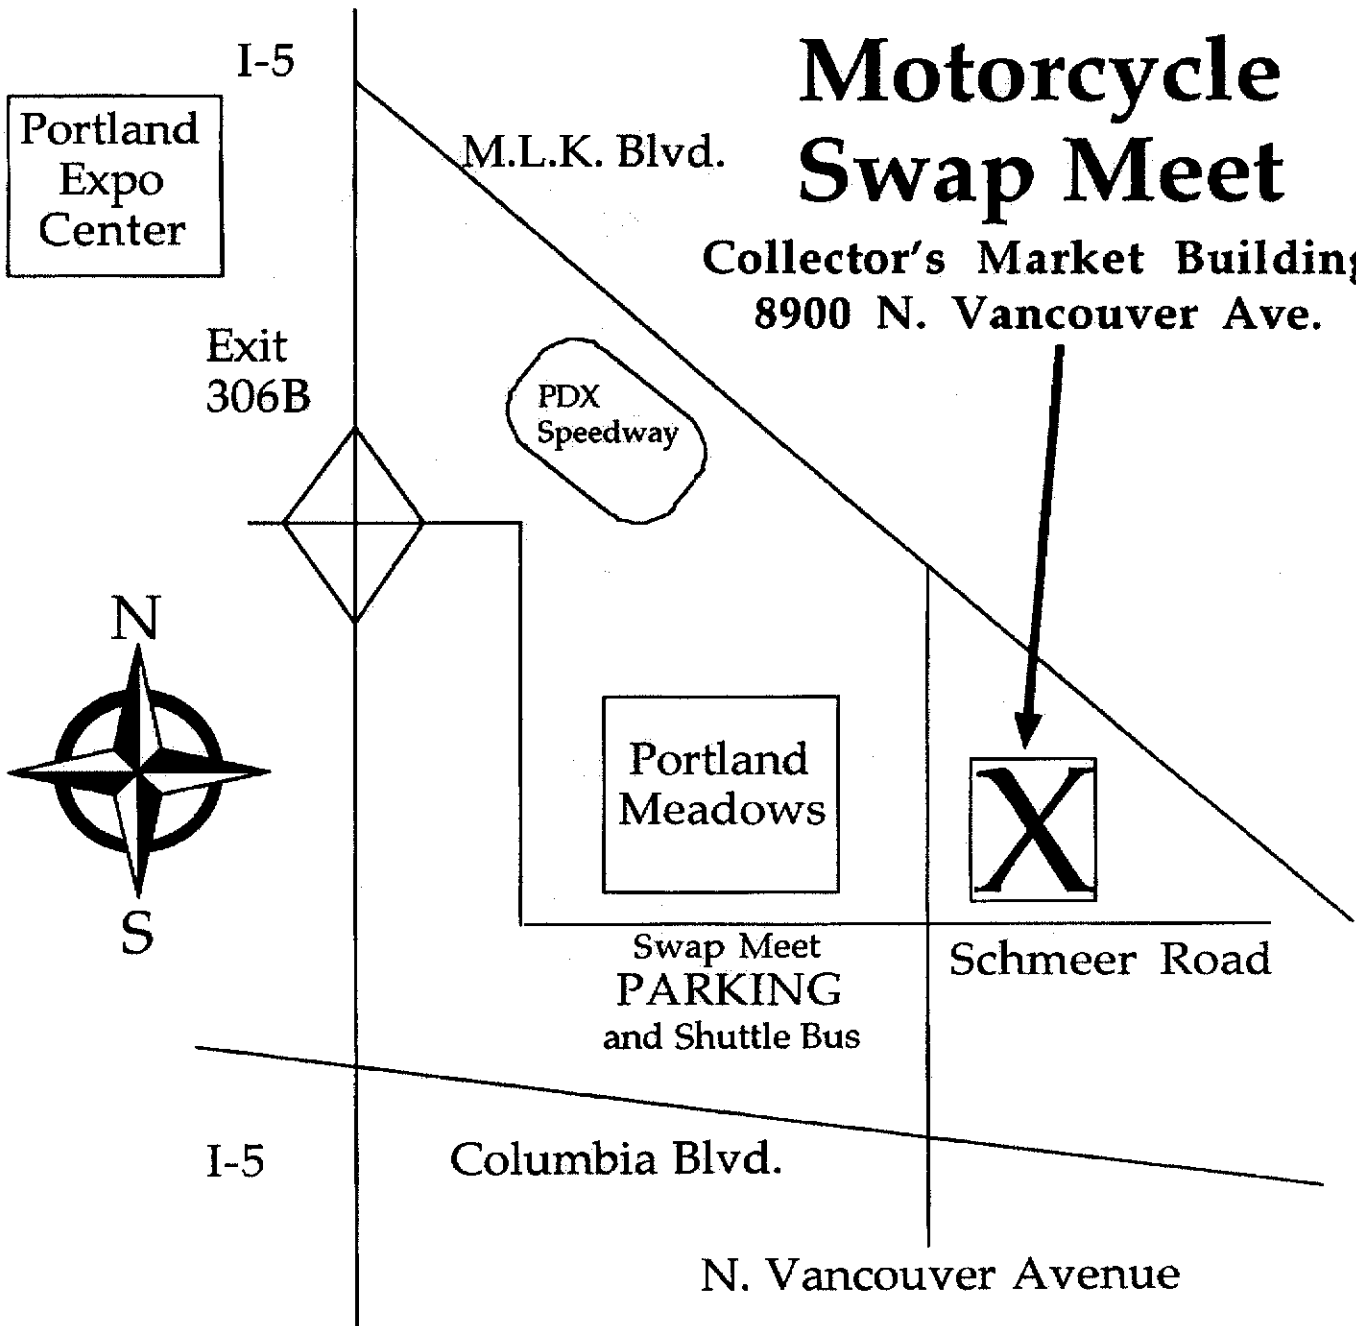 Motorcycle
Swap Meet
Collector's Market Building
8900 N. Vancouver Ave.
I-5
Portland
Expo
Center
M.L.K. Blvd.
Exit
306B
PDX
Speedway
N
S
Portland
Meadows
X
Swap Meet
PARKING
and Shuttle Bus
Schmeer Road
I-5
Columbia Blvd.
N. Vancouver Avenue